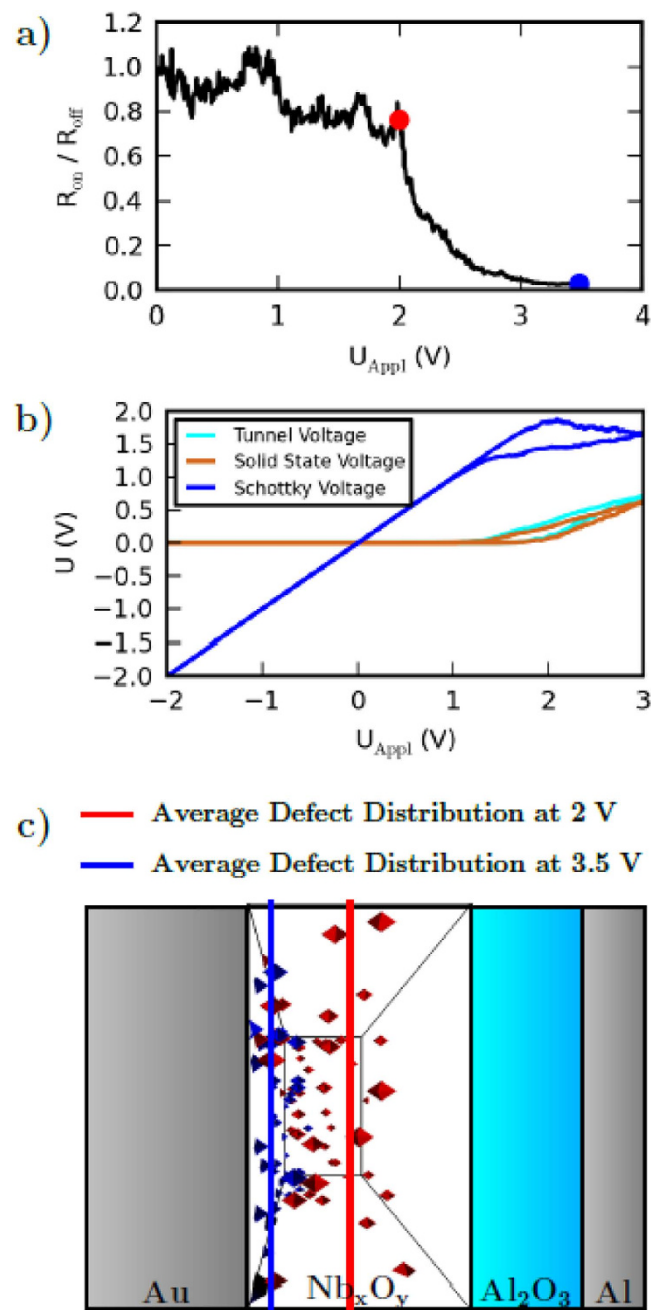 a)
1.2
1.0
0.8
0.6
0.4
0.2
0.0
R_on / R_off
0 1 2 3 4
U_Appl (V)
b)
2.0
1.5
1.0
0.5
0.0
−0.5
−1.0
−1.5
−2.0
U (V)
Tunnel Voltage
Solid State Voltage
Schottky Voltage
−2 −1 0 1 2 3
U_Appl (V)
c)
Average Defect Distribution at 2 V
Average Defect Distribution at 3.5 V
Au Nb_xO_y Al₂O₃ Al